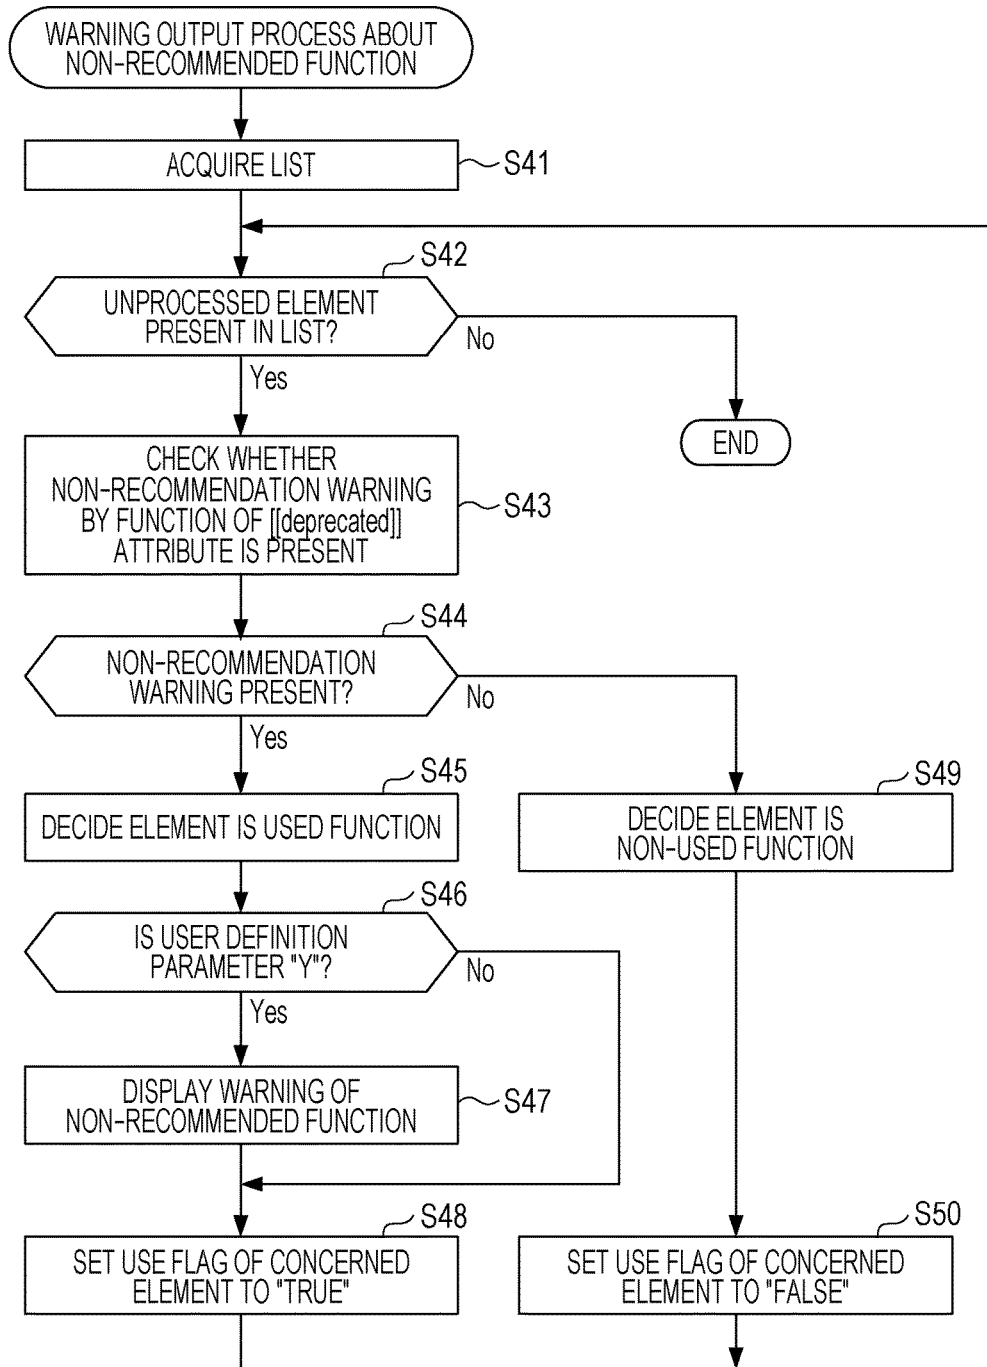 WARNING OUTPUT PROCESS ABOUT
NON-RECOMMENDED FUNCTION
ACQUIRE LIST
S41
S42
UNPROCESSED ELEMENT
PRESENT IN LIST?
No
Yes
END
CHECK WHETHER
NON-RECOMMENDATION WARNING
BY FUNCTION OF [[deprecated]]
ATTRIBUTE IS PRESENT
S43
S44
NON-RECOMMENDATION
WARNING PRESENT?
No
Yes
S45
DECIDE ELEMENT IS USED FUNCTION
S49
DECIDE ELEMENT IS
NON-USED FUNCTION
S46
IS USER DEFINITION
PARAMETER "Y"?
No
Yes
DISPLAY WARNING OF
NON-RECOMMENDED FUNCTION
S47
S48
SET USE FLAG OF CONCERNED
ELEMENT TO "TRUE"
S50
SET USE FLAG OF CONCERNED
ELEMENT TO "FALSE"